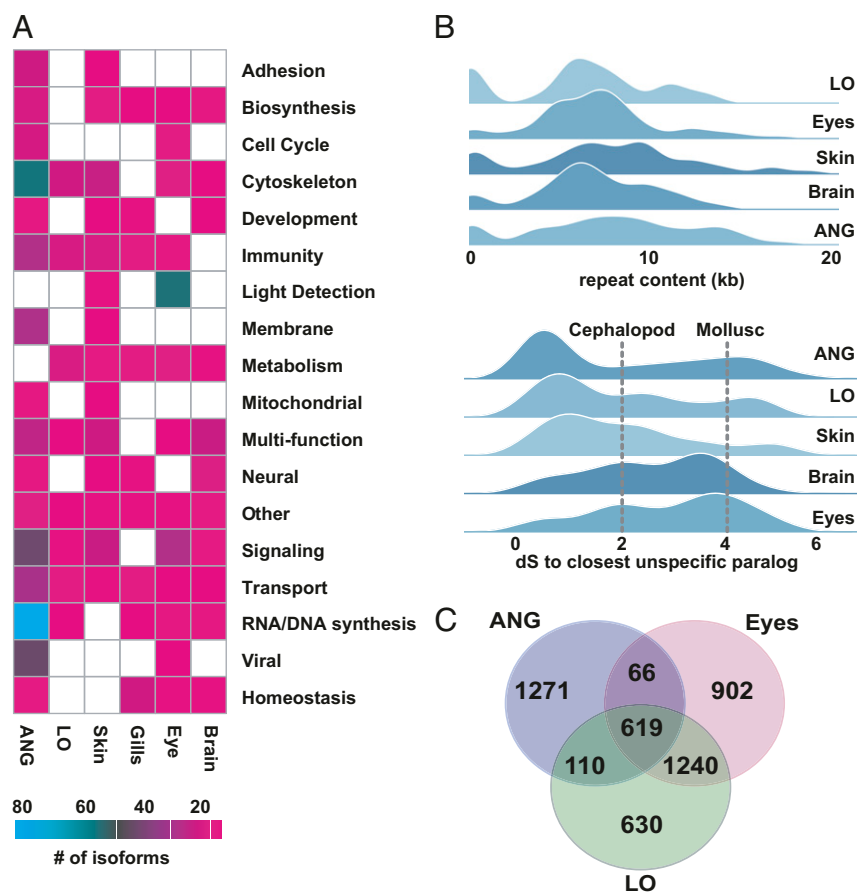 A
Adhesion
Biosynthesis
Cell Cycle
Cytoskeleton
Development
Immunity
Light Detection
Membrane
Metabolism
Mitochondrial
Multi-function
Neural
Other
Signaling
Transport
RNA/DNA synthesis
Viral
Homeostasis
ANG LO Skin Gills Eye Brain
80 60 40 20
# of isoforms
B
LO
Eyes
Skin
Brain
ANG
0 10 20
repeat content (kb)
Cephalopod Mollusc
ANG
LO
Skin
Brain
Eyes
0 2 4 6
dS to closest unspecific paralog
C
ANG Eyes
66
1271 902
619
110 1240
630
LO